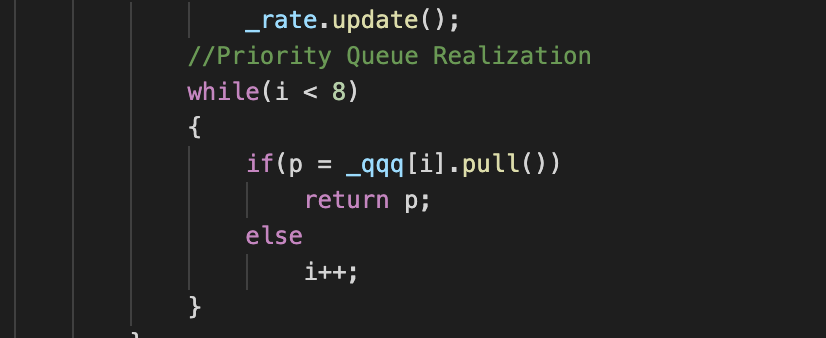 _rate.update();
//Priority Queue Realization
while(i < 8)
{
if(p = _qqq[i].pull())
return p;
else
i++;
}